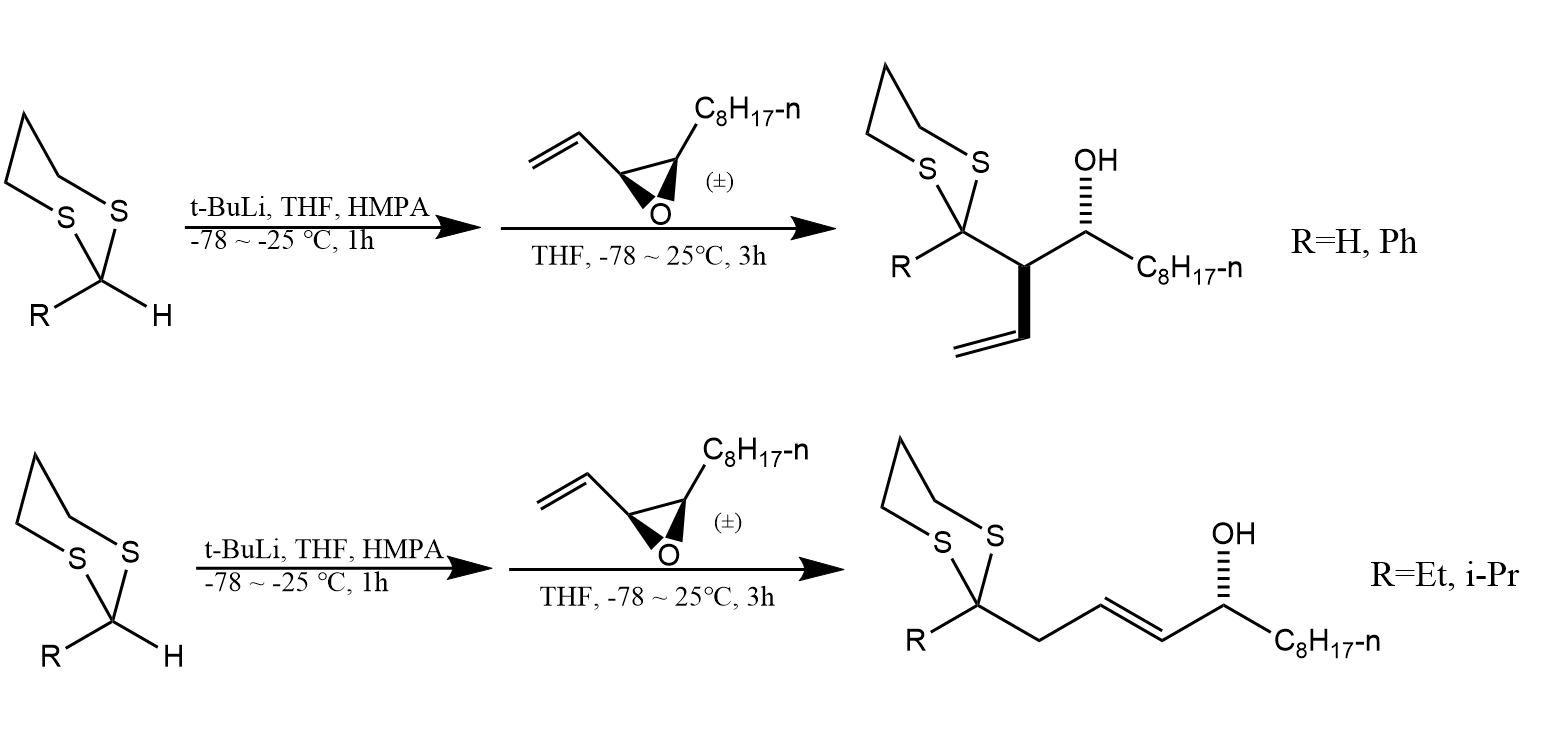 C8H17-n
O
(±)
t-BuLi, THF, HMPA
-78 ~ -25 ℃, 1h
THF, -78 ~ 25℃, 3h
S
S
R
H
S
S
OH
R
C8H17-n
R=H, Ph
C8H17-n
O
(±)
t-BuLi, THF, HMPA
-78 ~ -25 ℃, 1h
THF, -78 ~ 25℃, 3h
S
S
R
H
S
S
OH
R
C8H17-n
R=Et, i-Pr